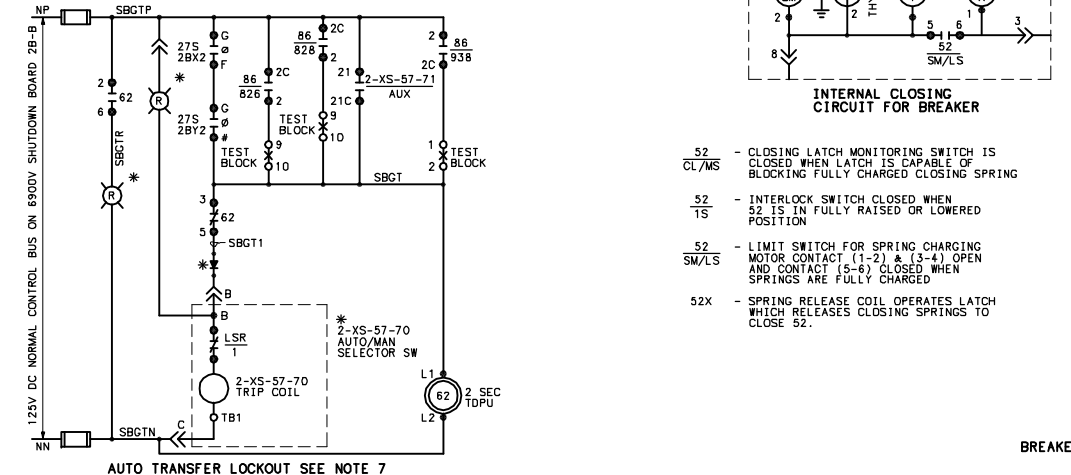 NP
SBGTP
125V DC NORMAL CONTROL BUS ON 6900V SHUTDOWN BOARD 2B-B
2
62
6
SBGTR
R
*
R
*
G
27S
2BX2
Ø
F
G
27S
2BY2
Ø
#
86
828
2C
2
86
826
2C
2
TEST
BLOCK
9
10
TEST
BLOCK
9
10
21
2-XS-57-71
AUX
21C
2
86
938
2C
1
TEST
BLOCK
2
SBGT
3
62
5
SBGT1
*
B
B
LSR
1
*
2-XS-57-70
AUTO/MAN
SELECTOR SW
2-XS-57-70
TRIP COIL
TB1
C
L1
62
2 SEC
TDPU
L2
SBGTN
NN
AUTO TRANSFER LOCKOUT SEE NOTE 7
2
2
1
5
6
52
SM/LS
3
8
INTERNAL CLOSING
CIRCUIT FOR BREAKER
52
CL/MS
- CLOSING LATCH MONITORING SWITCH IS
CLOSED WHEN LATCH IS CAPABLE OF
BLOCKING FULLY CHARGED CLOSING SPRING
52
IS
- INTERLOCK SWITCH CLOSED WHEN
52 IS IN FULLY RAISED OR LOWERED
POSITION
52
SM/LS
- LIMIT SWITCH FOR SPRING CHARGING
MOTOR CONTACT (1-2) & (3-4) OPEN
AND CONTACT (5-6) CLOSED WHEN
SPRINGS ARE FULLY CHARGED
52X
- SPRING RELEASE COIL OPERATES LATCH
WHICH RELEASES CLOSING SPRINGS TO
CLOSE 52.
BREAKE